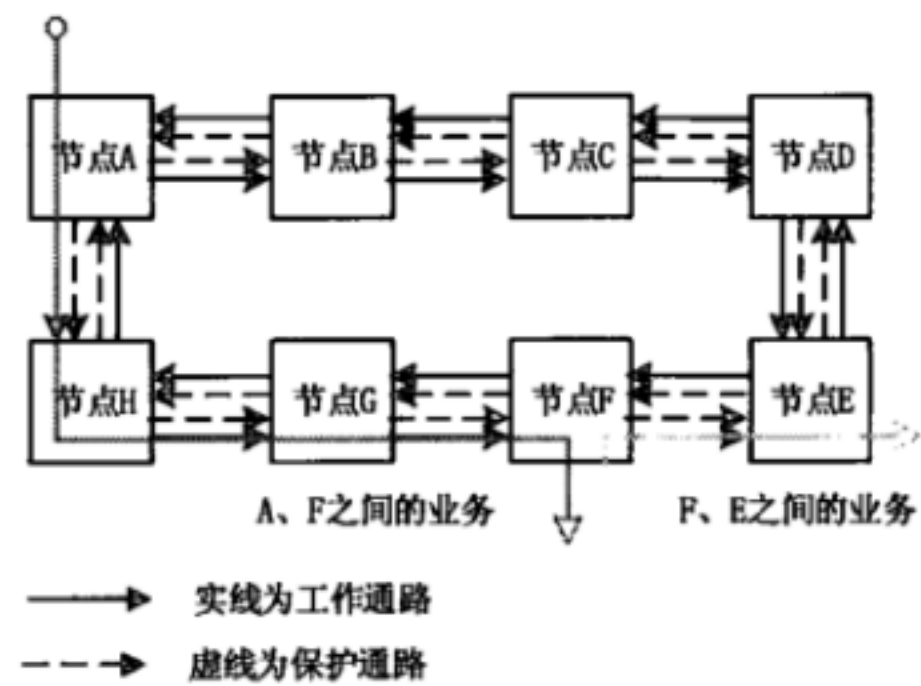 节点A
节点B
节点C
节点D
节点H
节点G
节点F
节点E
A、F之间的业务
F、E之间的业务
实线为工作通路
虚线为保护通路